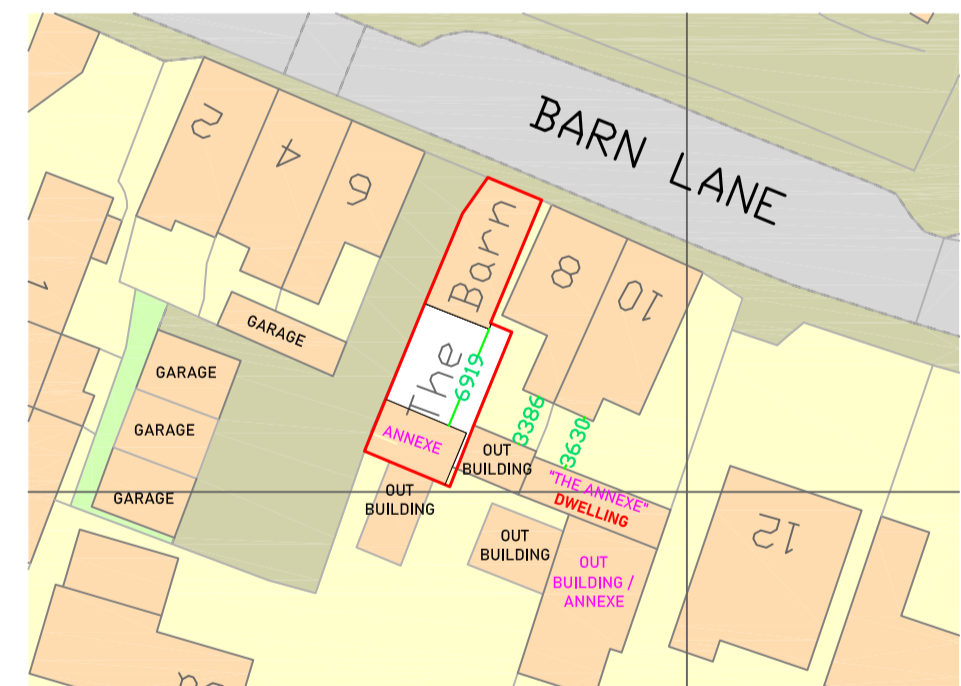 BARN LANE
2
4
6
The Barn
8
10
GARAGE
GARAGE
GARAGE
GARAGE
6919
3386
3630
ANNEXE
OUT
BUILDING
OUT
BUILDING
"THE ANNEXE"
DWELLING
OUT
BUILDING
OUT
BUILDING /
ANNEXE
12
1